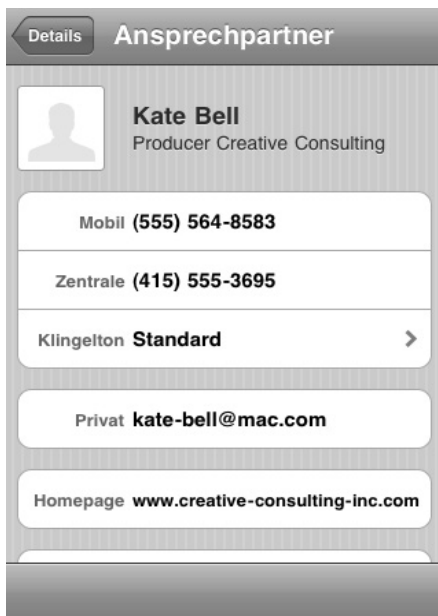 Details Ansprechpartner
Kate Bell
Producer Creative Consulting
Mobil (555) 564-8583
Zentrale (415) 555-3695
Klingelton Standard
Privat kate-bell@mac.com
Homepage www.creative-consulting-inc.com